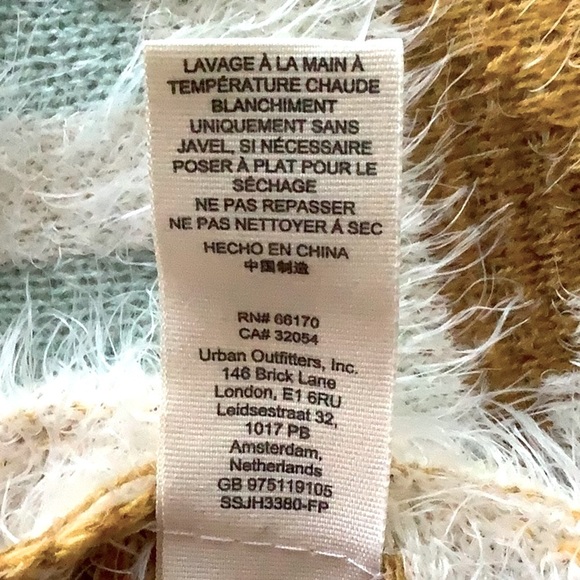 LAVAGE À LA MAIN À
TEMPÉRATURE CHAUDE
BLANCHIMENT
UNIQUEMENT SANS
JAVEL, SI NÉCESSAIRE
POSER À PLAT POUR LE
SÉCHAGE
NE PAS REPASSER
NE PAS NETTOYER À SEC
HECHO EN CHINA
中国制造
RN# 66170
CA# 32054
Urban Outfitters, Inc.
146 Brick Lane
London, E1 6RU
Leidsestraat 32,
1017 PB
Amsterdam,
Netherlands
GB 975119105
SSJH3380-FP